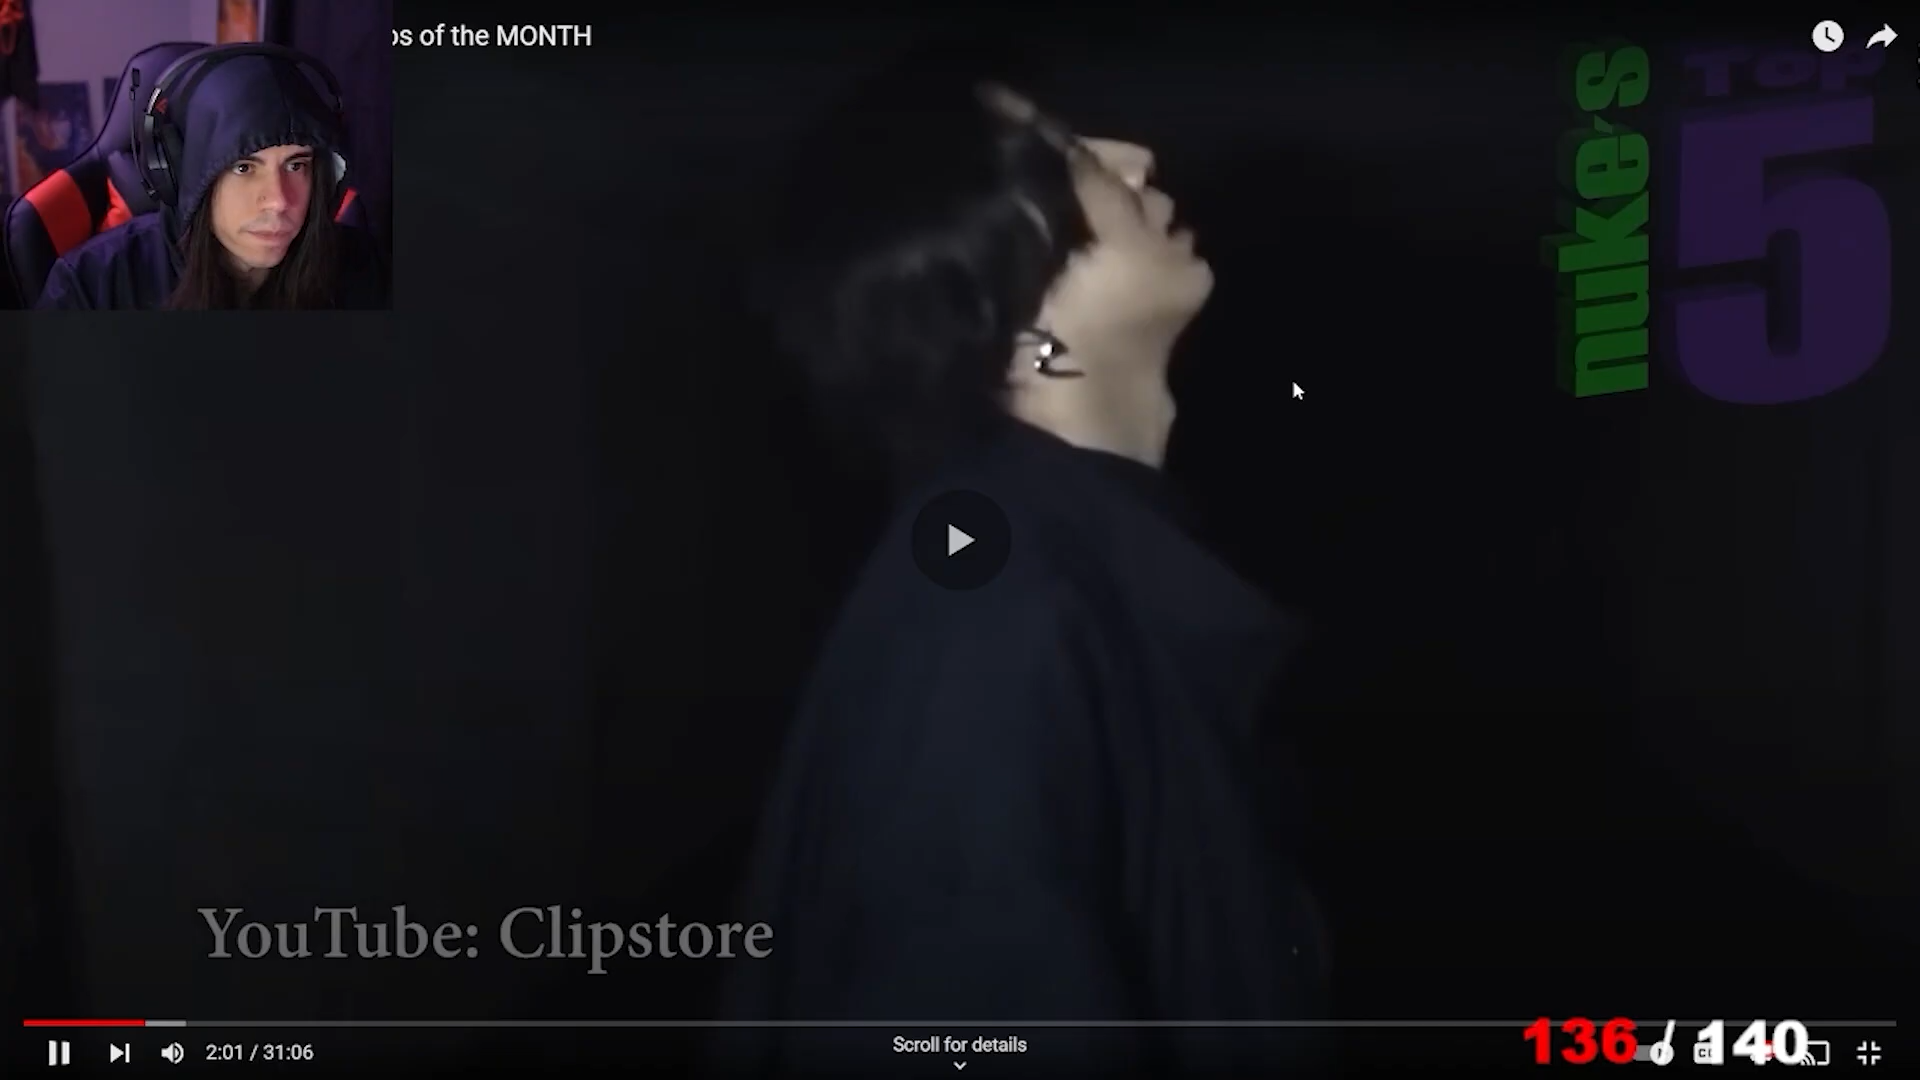 os of the MONTH
nuke's
Top
5
YouTube: Clipstore
2:01 / 31:06
Scroll for details
136 / 140